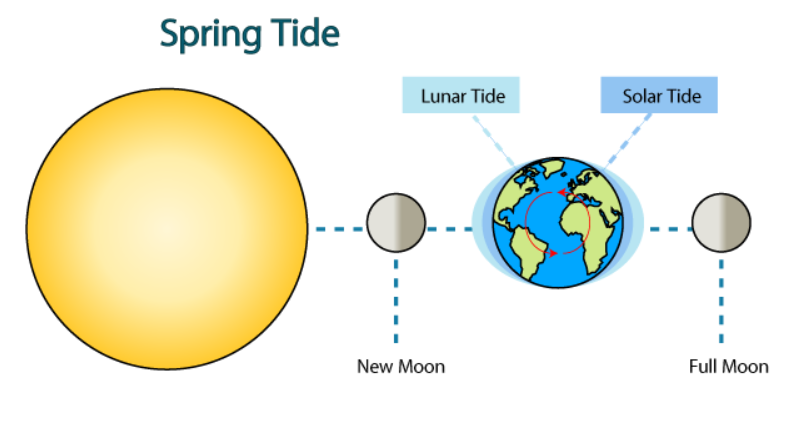 Spring Tide
Lunar Tide
Solar Tide
New Moon
Full Moon